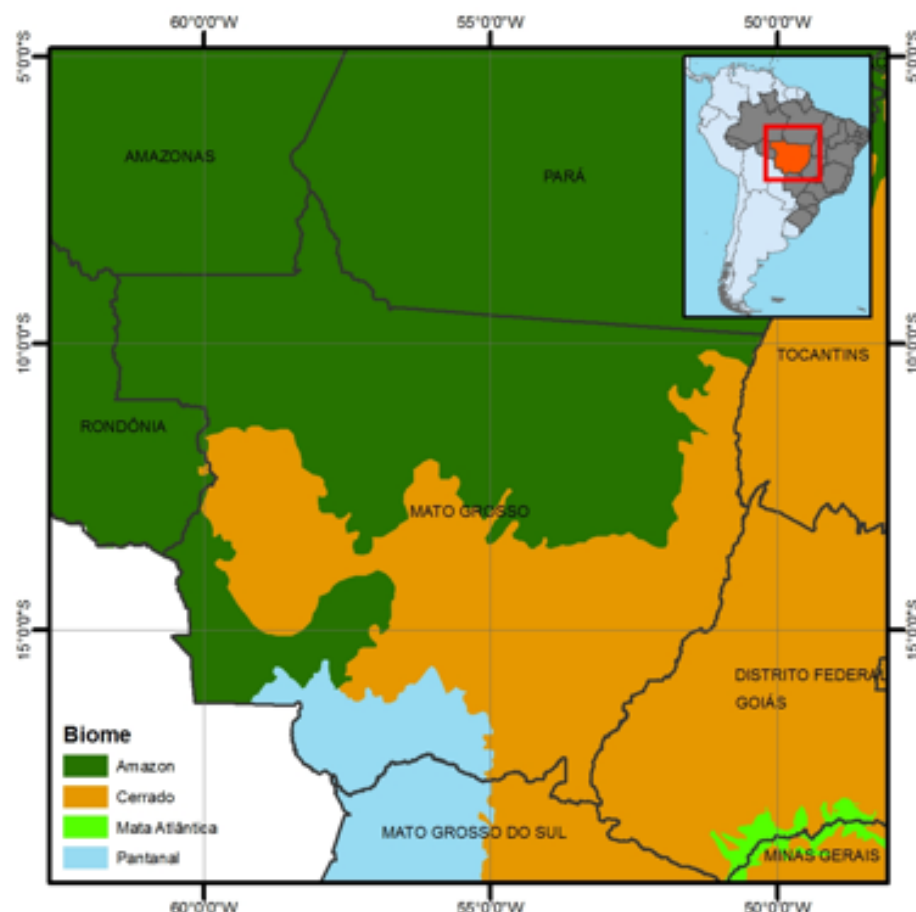 60°0'0"W 55°0'0"W 50°0'0"W
5°0'0"S 5°0'0"S
AMAZONAS
PARÁ
10°0'0"S 10°0'0"S
TOCANTINS
RONDÔNIA
MATO GROSSO
15°0'0"S 15°0'0"S
DISTRITO FEDERAL
GOIÁS
Biome
Amazon
Cerrado
Mata Atlântica
Pantanal
MATO GROSSO DO SUL
MINAS GERAIS
60°0'0"W 55°0'0"W 50°0'0"W